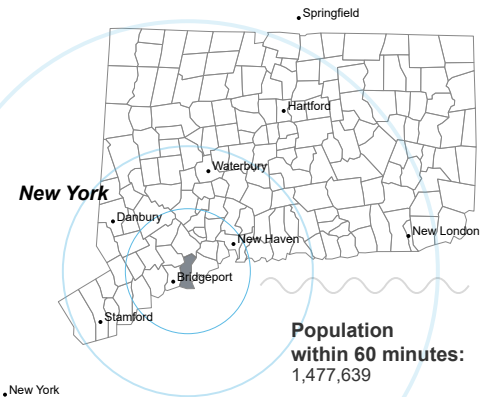 Springfield
Hartford
Waterbury
New York
Danbury
New Haven
New London
Bridgeport
Stamford
Population
within 60 minutes:
1,477,639
New York